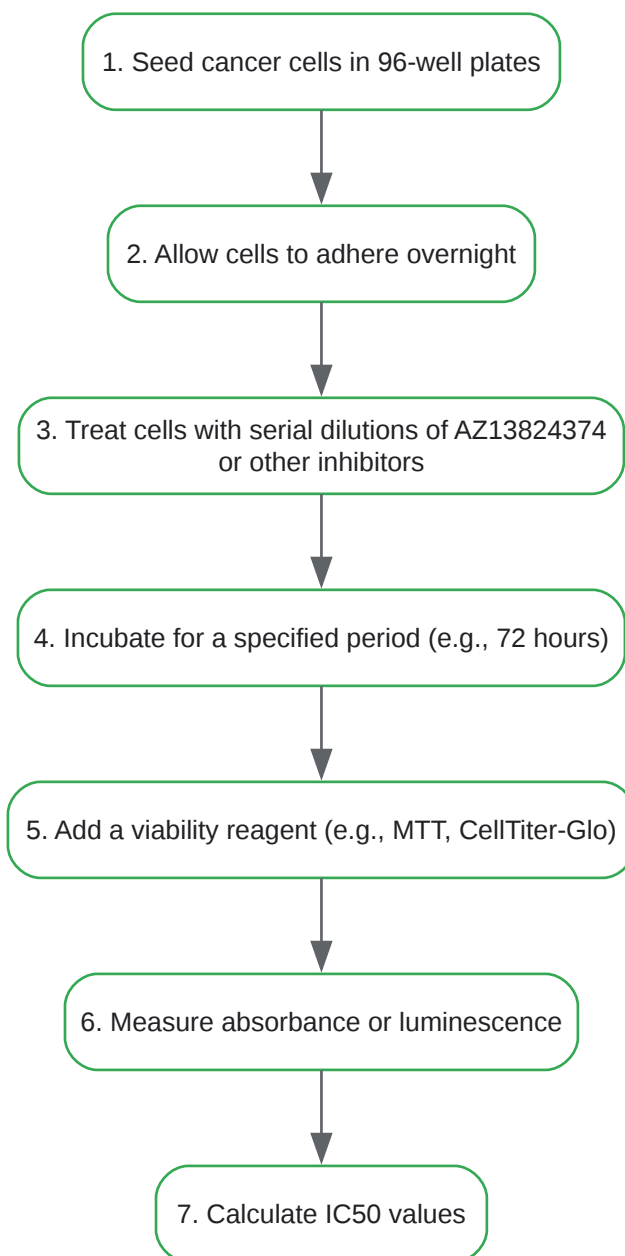 1. Seed cancer cells in 96-well plates
2. Allow cells to adhere overnight
3. Treat cells with serial dilutions of AZ13824374
or other inhibitors
4. Incubate for a specified period (e.g., 72 hours)
5. Add a viability reagent (e.g., MTT, CellTiter-Glo)
6. Measure absorbance or luminescence
7. Calculate IC50 values